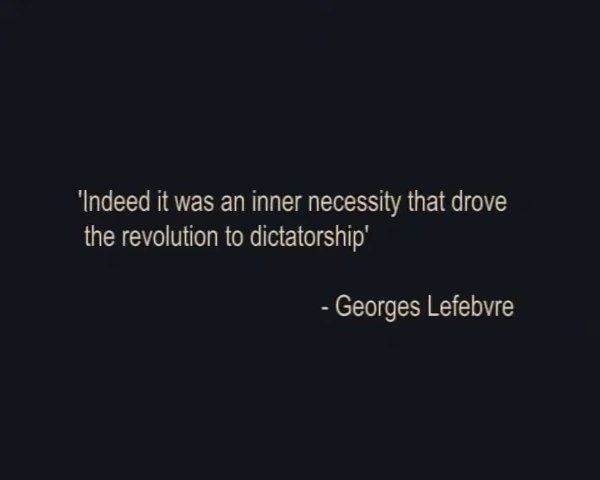 'Indeed it was an inner necessity that drove
the revolution to dictatorship'
- Georges Lefebvre